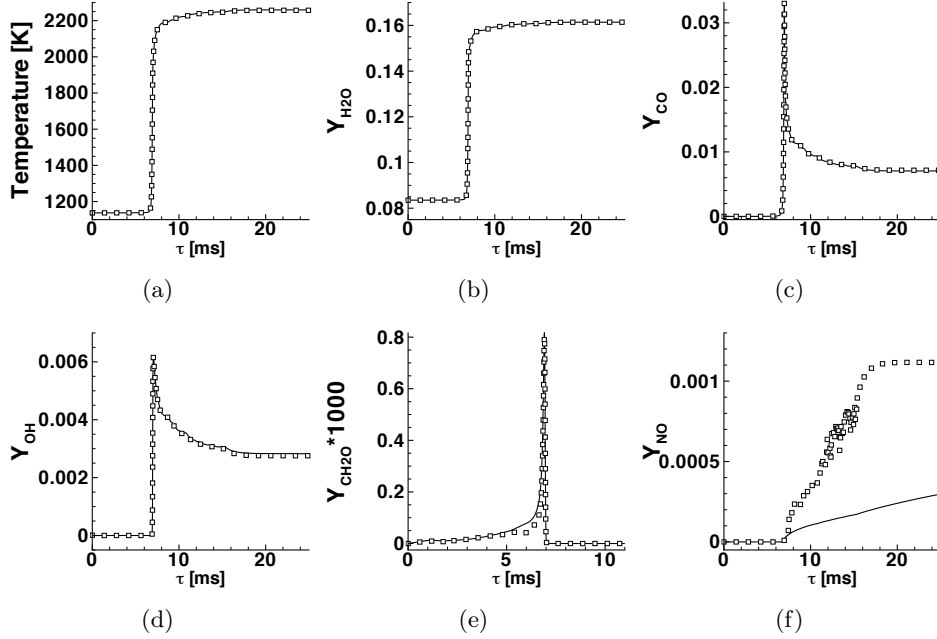 2200
2000
1800
1600
1400
1200
Temperature [K]
0 10 20
τ [ms]
(a)
0.16
0.14
0.12
0.1
0.08
Y_H2O
0 10 20
τ [ms]
(b)
0.03
0.02
0.01
0
Y_CO
0 10 20
τ [ms]
(c)
0.006
0.004
0.002
0
Y_OH
0 10 20
τ [ms]
(d)
0.8
0.6
0.4
0.2
0
Y_CH2O*1000
0 5 10
τ [ms]
(e)
0.001
0.0005
0
Y_NO
0 10 20
τ [ms]
(f)